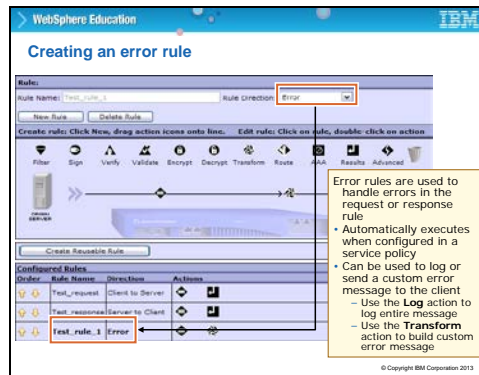 WebSphere Education
IBM
Creating an error rule
Rule:
Rule Name: Test_rule_1 Rule Direction: Error
New Rule Delete Rule
Create rule: Click New, drag action icons onto line. Edit rule: Click on rule, double-click on action
Filter Sign Verify Validate Encrypt Decrypt Transform Route AAA Results Advanced
ORIGIN
SERVER
Create Reusable Rule
Configured Rules
Order Rule Name Direction Actions
Test_request Client to Server
Test_response Server to Client
Test_rule_1 Error
Error rules are used to
handle errors in the
request or response
rule
• Automatically executes
when configured in a
service policy
• Can be used to log or
send a custom error
message to the client
– Use the Log action to
log entire message
– Use the Transform
action to build custom
error message
© Copyright IBM Corporation 2013